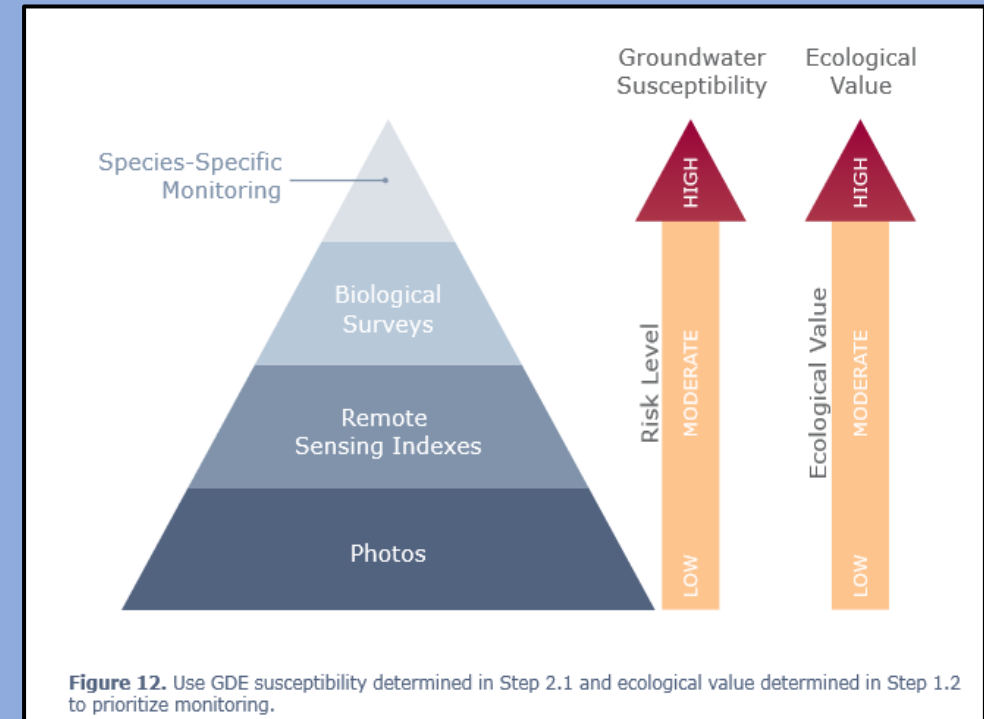 Groundwater
Susceptibility
Ecological
Value
Species-Specific
Monitoring
Biological
Surveys
Remote
Sensing Indexes
Photos
Risk Level
HIGH
MODERATE
LOW
Ecological Value
HIGH
MODERATE
LOW
Figure 12. Use GDE susceptibility determined in Step 2.1 and ecological value determined in Step 1.2
to prioritize monitoring.